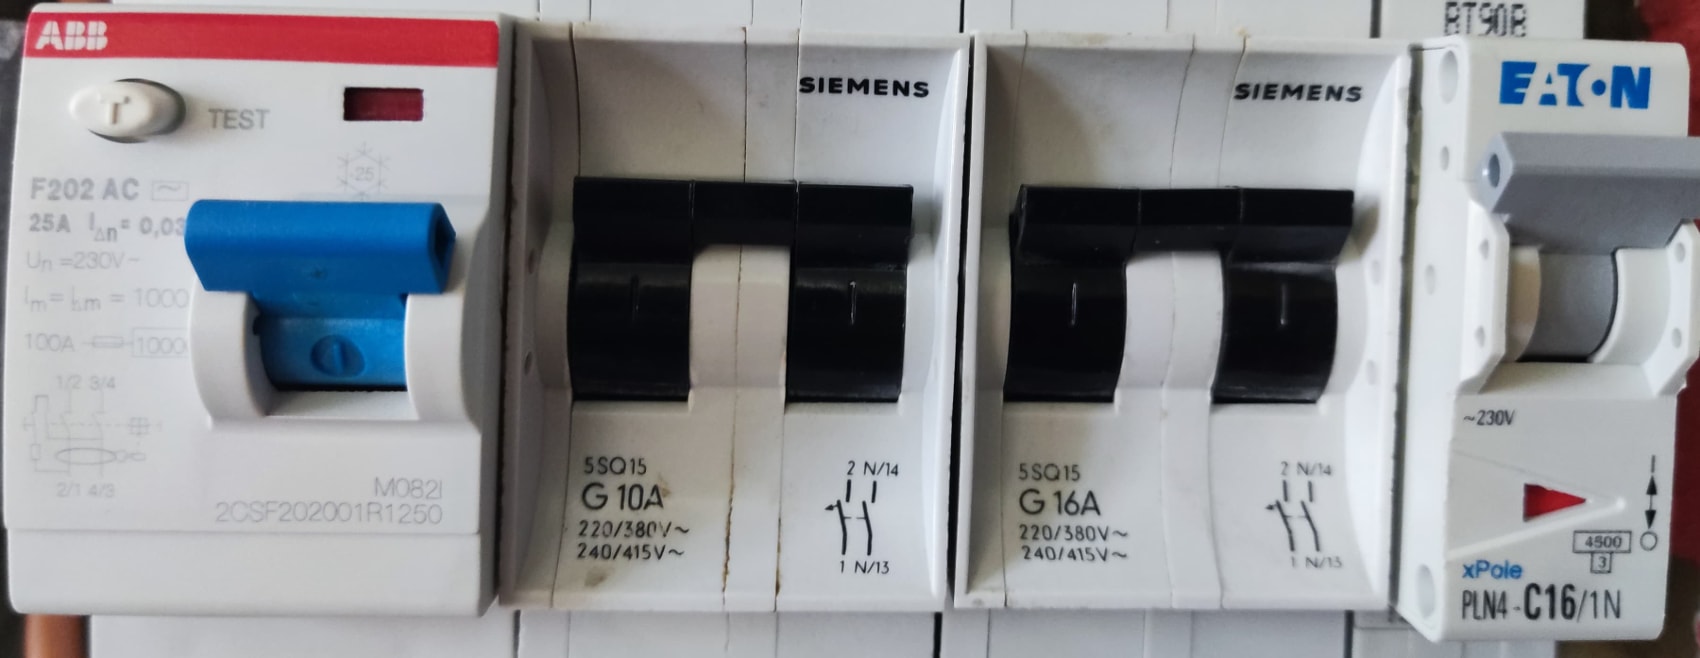 BT90B
ABB
T
TEST
25
F202 AC
25A I∆n= 0,03
Un =230V~
Im= I∆m = 1000
100A 1000
1/2 3/4
2/1 4/3
M082I
2CSF202001R1250
SIEMENS
I I
5SQ15
G 10A
220/380V~
240/415V~
2 N/14
1 N/13
SIEMENS
I I
5SQ15
G 16A
220/380V~
240/415V~
2 N/14
1 N/13
EATON
~230V
I
O
4500
3
xPole
PLN4-C16/1N